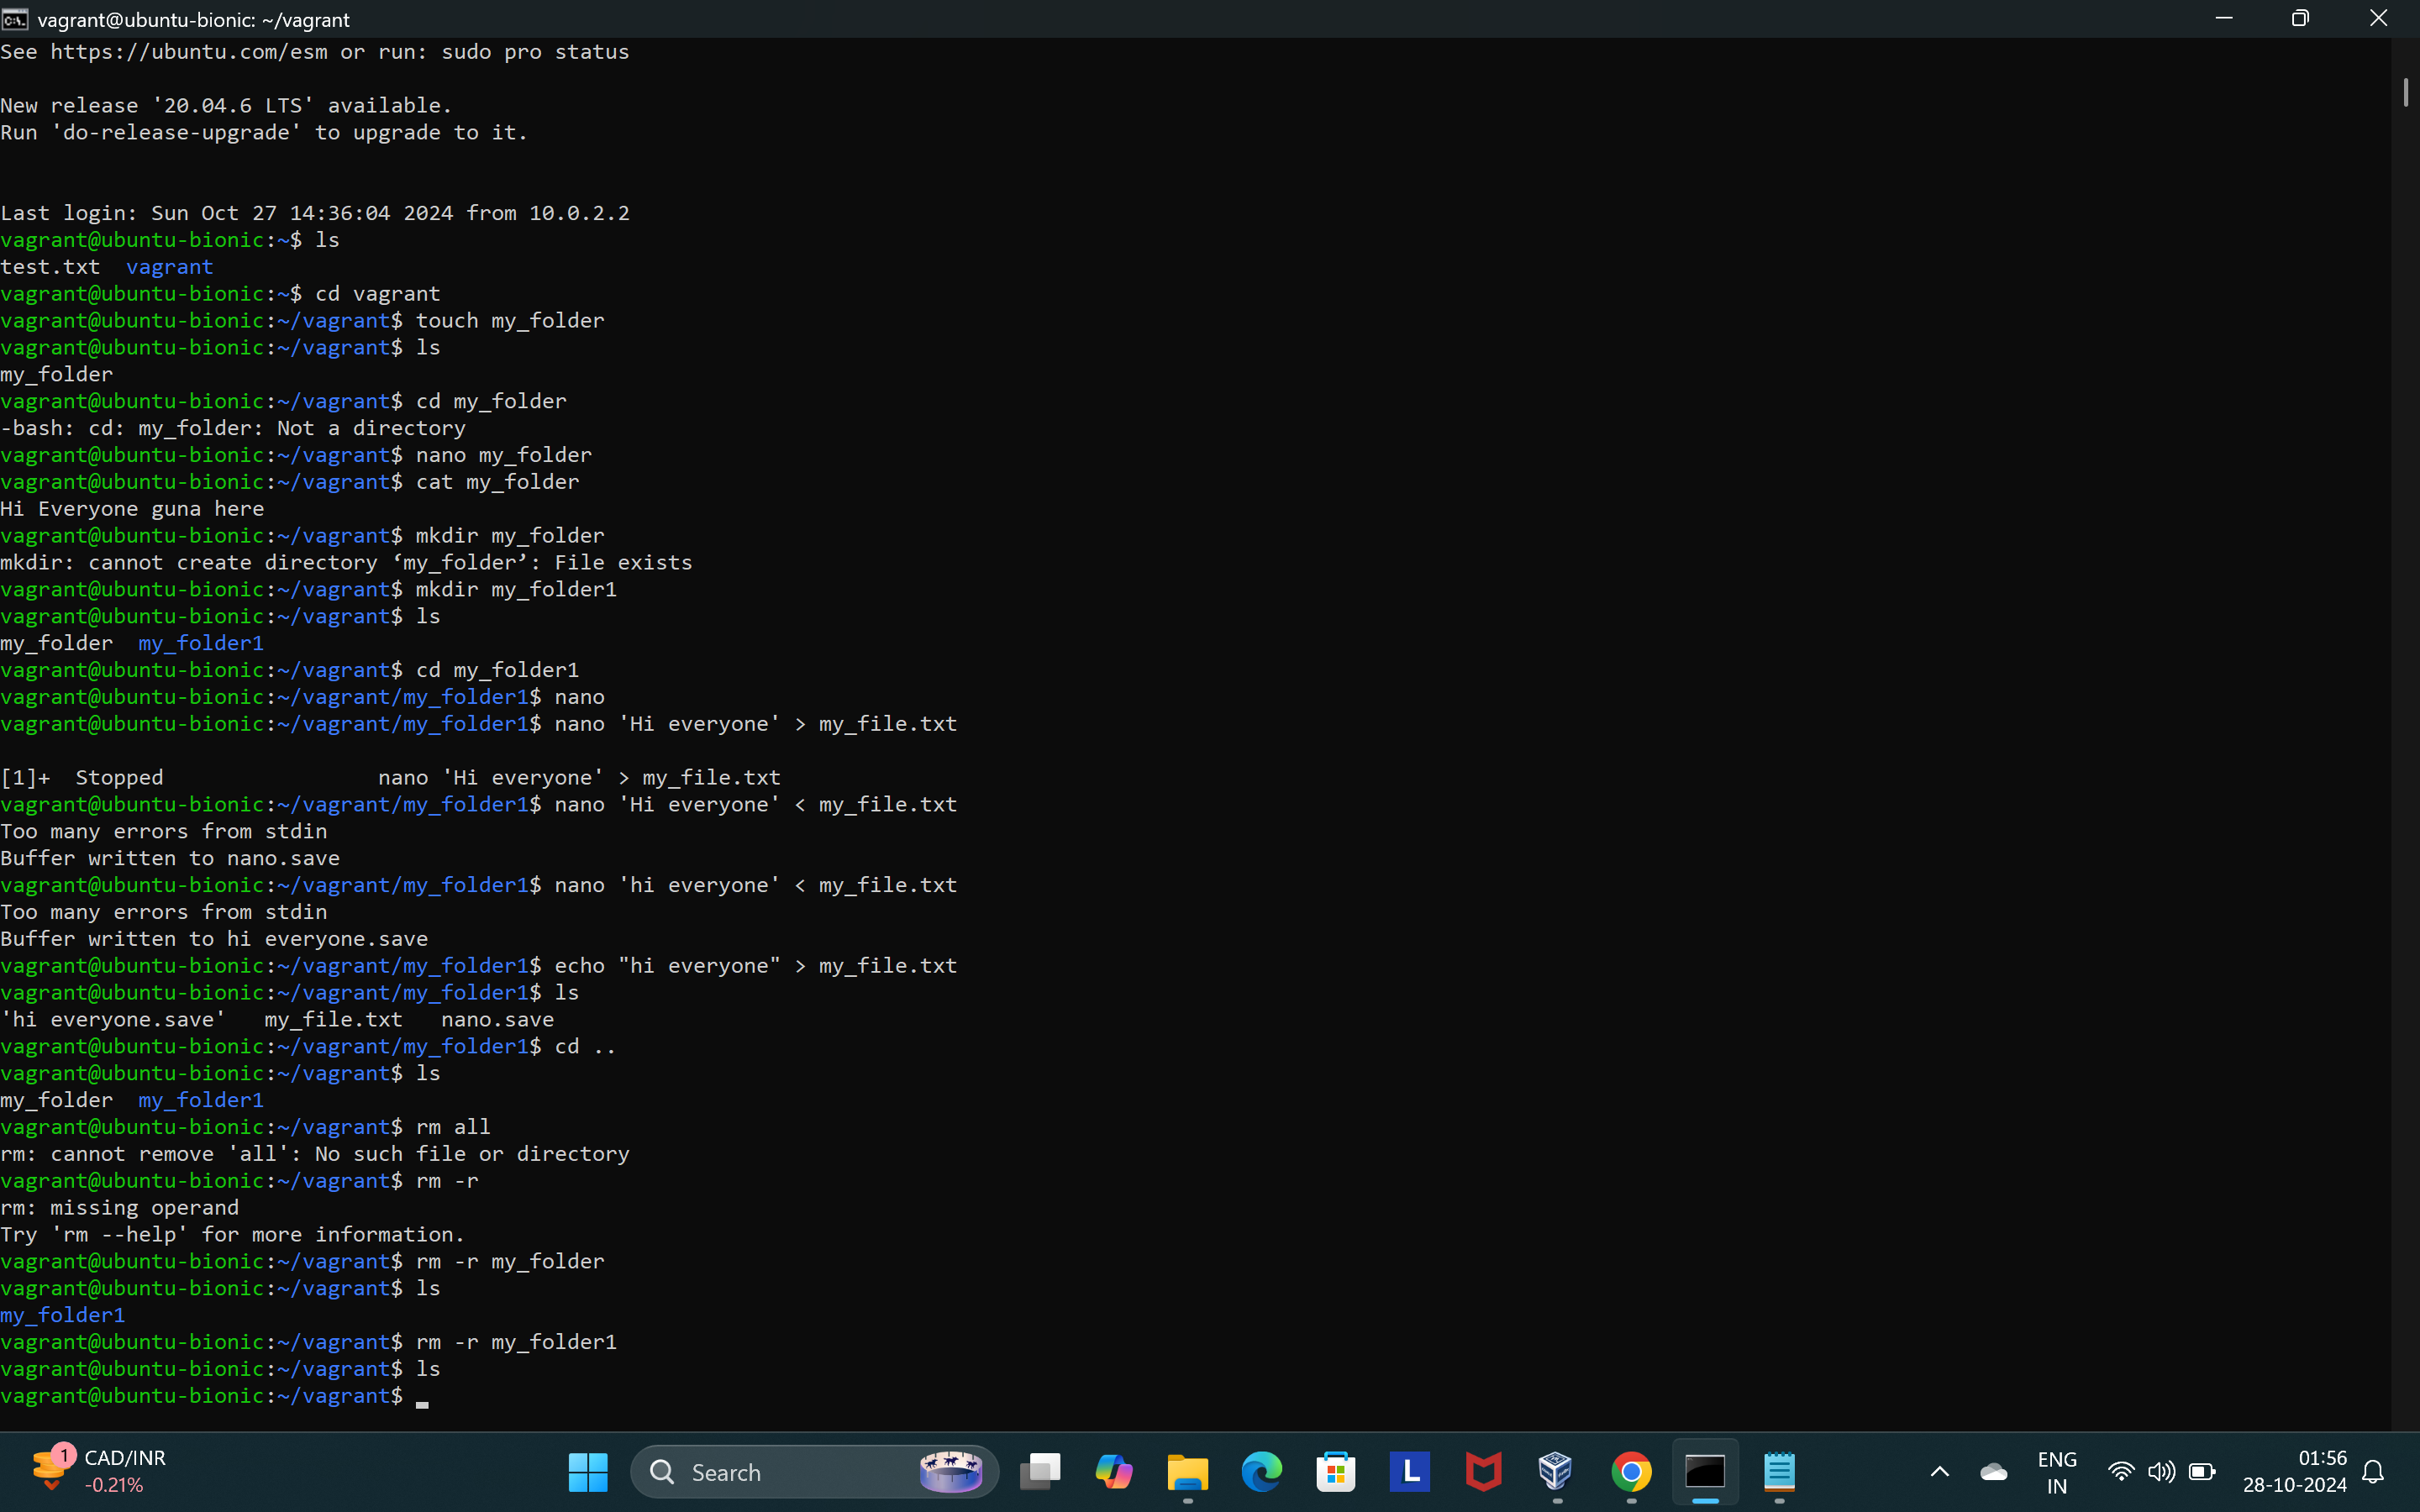 vagrant@ubuntu-bionic: ~/vagrant
See https://ubuntu.com/esm or run: sudo pro status
New release '20.04.6 LTS' available.
Run 'do-release-upgrade' to upgrade to it.
Last login: Sun Oct 27 14:36:04 2024 from 10.0.2.2
vagrant@ubuntu-bionic:~$ ls
test.txt  vagrant
vagrant@ubuntu-bionic:~$ cd vagrant
vagrant@ubuntu-bionic:~/vagrant$ touch my_folder
vagrant@ubuntu-bionic:~/vagrant$ ls
my_folder
vagrant@ubuntu-bionic:~/vagrant$ cd my_folder
-bash: cd: my_folder: Not a directory
vagrant@ubuntu-bionic:~/vagrant$ nano my_folder
vagrant@ubuntu-bionic:~/vagrant$ cat my_folder
Hi Everyone guna here
vagrant@ubuntu-bionic:~/vagrant$ mkdir my_folder
mkdir: cannot create directory ‘my_folder’: File exists
vagrant@ubuntu-bionic:~/vagrant$ mkdir my_folder1
vagrant@ubuntu-bionic:~/vagrant$ ls
my_folder  my_folder1
vagrant@ubuntu-bionic:~/vagrant$ cd my_folder1
vagrant@ubuntu-bionic:~/vagrant/my_folder1$ nano
vagrant@ubuntu-bionic:~/vagrant/my_folder1$ nano 'Hi everyone' > my_file.txt
[1]+  Stopped                 nano 'Hi everyone' > my_file.txt
vagrant@ubuntu-bionic:~/vagrant/my_folder1$ nano 'Hi everyone' < my_file.txt
Too many errors from stdin
Buffer written to nano.save
vagrant@ubuntu-bionic:~/vagrant/my_folder1$ nano 'hi everyone' < my_file.txt
Too many errors from stdin
Buffer written to hi everyone.save
vagrant@ubuntu-bionic:~/vagrant/my_folder1$ echo "hi everyone" > my_file.txt
vagrant@ubuntu-bionic:~/vagrant/my_folder1$ ls
'hi everyone.save'   my_file.txt   nano.save
vagrant@ubuntu-bionic:~/vagrant/my_folder1$ cd ..
vagrant@ubuntu-bionic:~/vagrant$ ls
my_folder  my_folder1
vagrant@ubuntu-bionic:~/vagrant$ rm all
rm: cannot remove 'all': No such file or directory
vagrant@ubuntu-bionic:~/vagrant$ rm -r
rm: missing operand
Try 'rm --help' for more information.
vagrant@ubuntu-bionic:~/vagrant$ rm -r my_folder
vagrant@ubuntu-bionic:~/vagrant$ ls
my_folder1
vagrant@ubuntu-bionic:~/vagrant$ rm -r my_folder1
vagrant@ubuntu-bionic:~/vagrant$ ls
vagrant@ubuntu-bionic:~/vagrant$
1 CAD/INR
-0.21%
Search
L
ENG
IN
01:56
28-10-2024